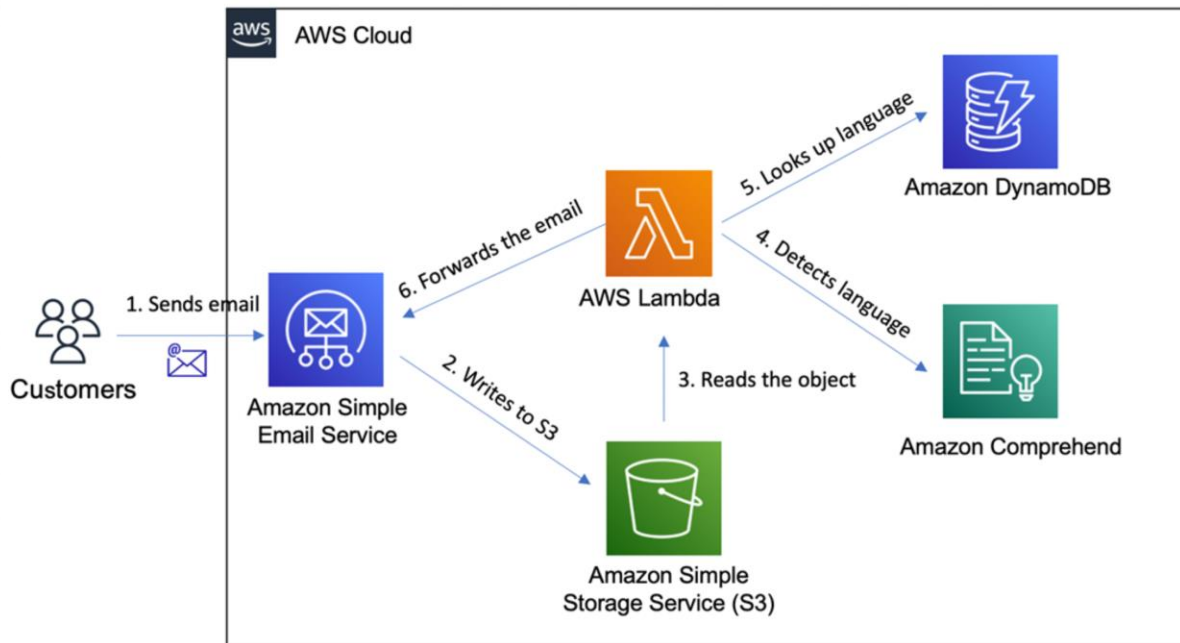 aws
AWS Cloud
5. Looks up language
Amazon DynamoDB
6. Forwards the email
AWS Lambda
4. Detects language
1. Sends email
@
Customers
Amazon Simple
Email Service
2. Writes to S3
3. Reads the object
Amazon Comprehend
Amazon Simple
Storage Service (S3)